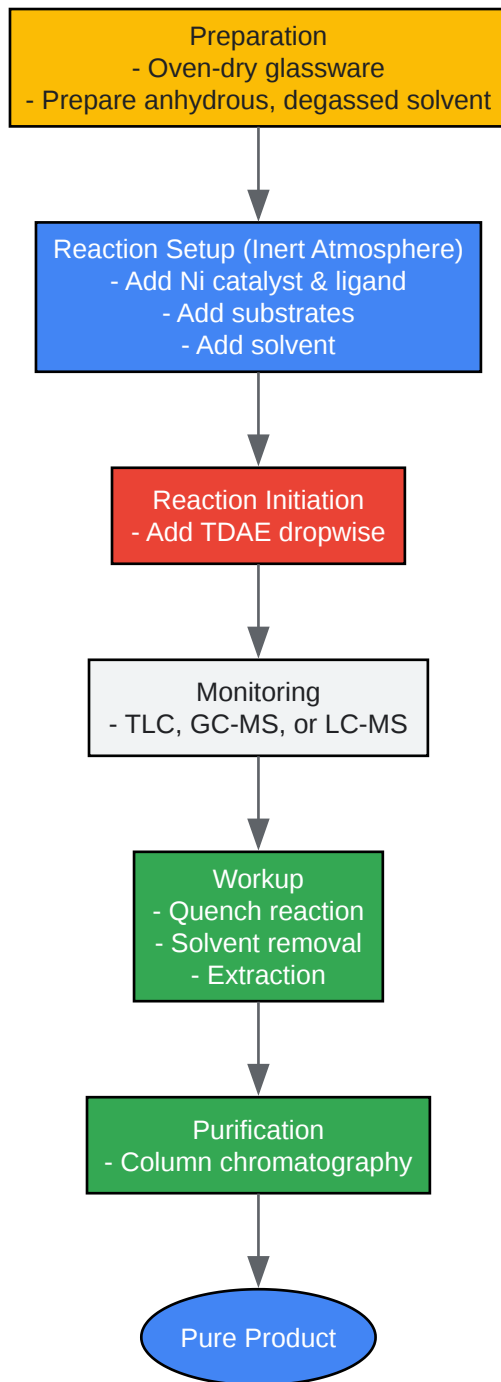 Preparation
- Oven-dry glassware
- Prepare anhydrous, degassed solvent
Reaction Setup (Inert Atmosphere)
- Add Ni catalyst & ligand
- Add substrates
- Add solvent
Reaction Initiation
- Add TDAE dropwise
Monitoring
- TLC, GC-MS, or LC-MS
Workup
- Quench reaction
- Solvent removal
- Extraction
Purification
- Column chromatography
Pure Product